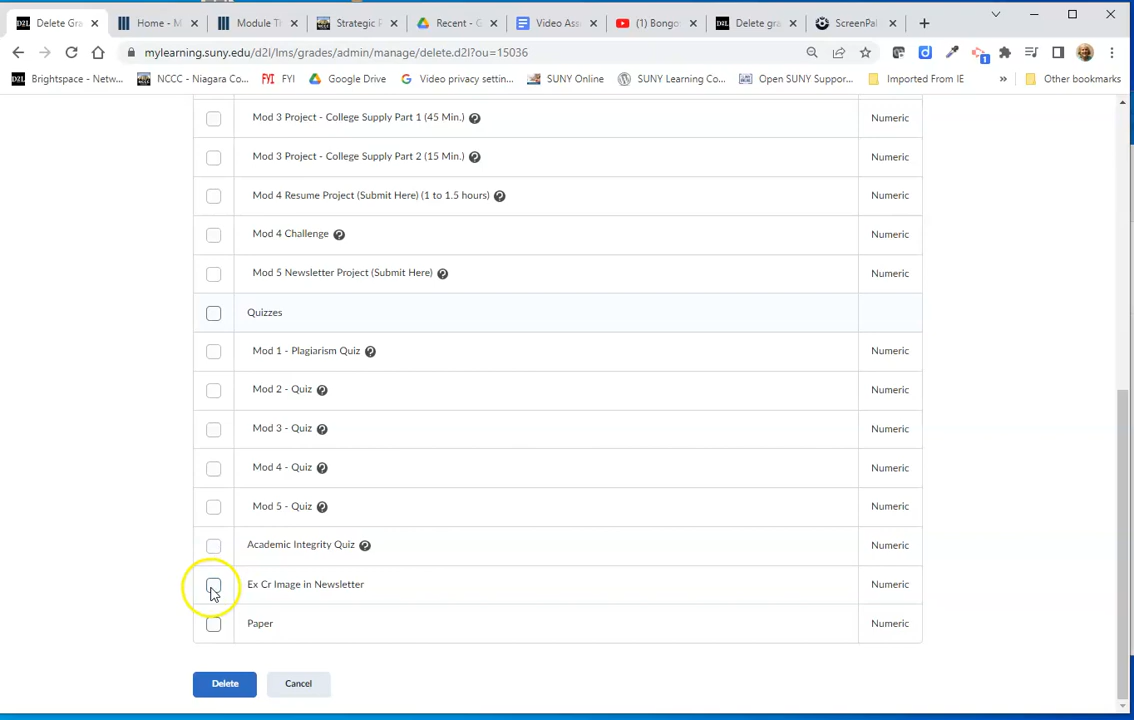 Delete Gra
Home - M
Module Ti
Strategic P
Recent - G
Video Ass
(1) Bongo
Delete gra
ScreenPal
mylearning.suny.edu/d2l/lms/grades/admin/manage/delete.d2l?ou=15036
Brightspace - Netw...
NCCC - Niagara Co...
FYI FYI
Google Drive
Video privacy settin...
SUNY Online
SUNY Learning Co...
Open SUNY Suppor...
Imported From IE
»
Other bookmarks
Mod 3 Project - College Supply Part 1 (45 Min.) Numeric
Mod 3 Project - College Supply Part 2 (15 Min.) Numeric
Mod 4 Resume Project (Submit Here) (1 to 1.5 hours) Numeric
Mod 4 Challenge Numeric
Mod 5 Newsletter Project (Submit Here) Numeric
Quizzes
Mod 1 - Plagiarism Quiz Numeric
Mod 2 - Quiz Numeric
Mod 3 - Quiz Numeric
Mod 4 - Quiz Numeric
Mod 5 - Quiz Numeric
Academic Integrity Quiz Numeric
Ex Cr Image in Newsletter Numeric
Paper Numeric
Delete Cancel